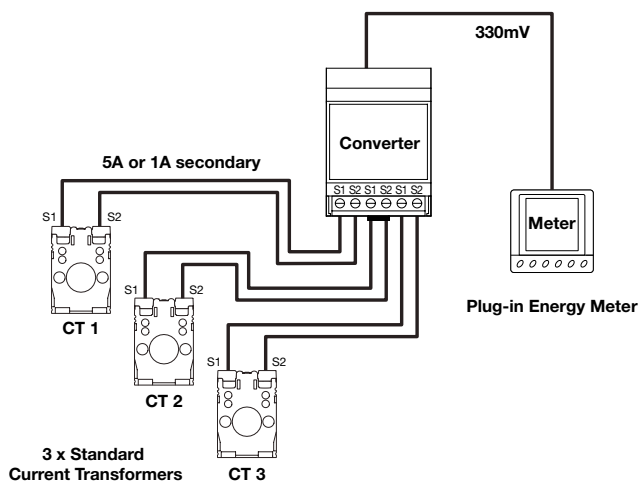 330mV
Converter
5A or 1A secondary
S1 S2 S1 S2 S1 S2
S1 S2
CT 1
Meter
Plug-in Energy Meter
S1 S2
CT 2
S1 S2
CT 3
3 x Standard
Current Transformers